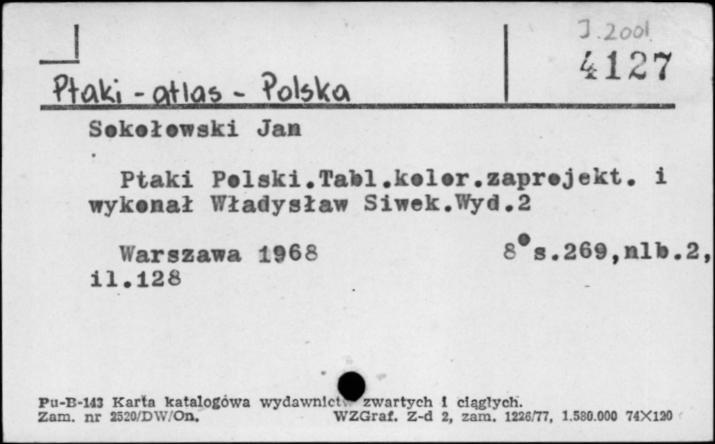 J.2001
4127
Ptaki - atlas - Polska
Sokołowski Jan
Ptaki Polski.Tabl.kolor.zaprojekt. i
wykonał Władysław Siwek.Wyd.2
Warszawa 1968 8° s.269,nlb.2,
il.128
Pu-B-143 Karta katalogowa wydawnictw zwartych i ciągłych.
Zam. nr 2520/DW/On. WZGraf. Z-d 2, zam. 1226/77, 1.580.000 74X120